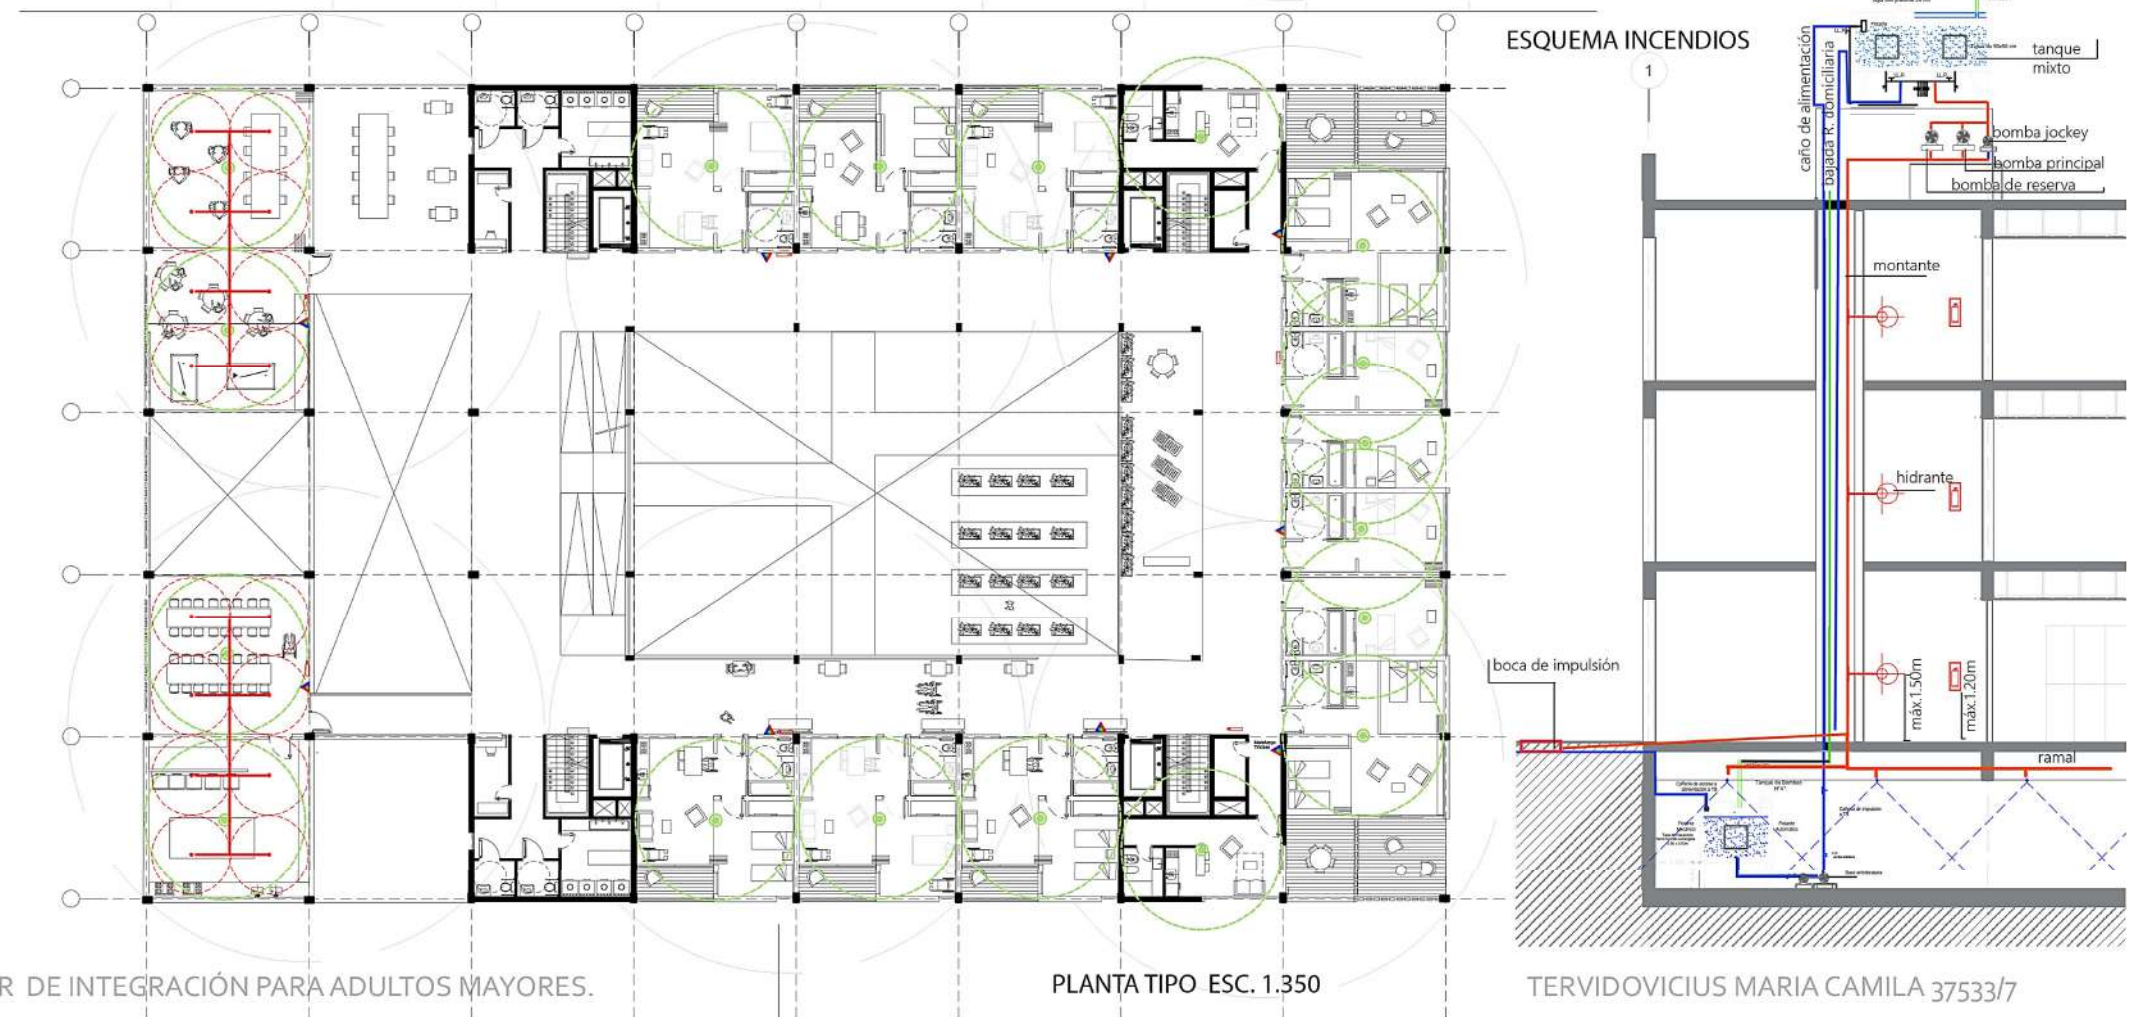 ESQUEMA INCENDIOS
1
caño de alimentación
bajada R. domiciliaria
tanque
mixto
bomba jockey
bomba principal
bomba de reserva
montante
hidrante
boca de impulsión
máx.1.50m
máx.1.20m
ramal
R DE INTEGRACIÓN PARA ADULTOS MAYORES.
PLANTA TIPO ESC. 1.350
TERVIDOVICIUS MARIA CAMILA 37533/7